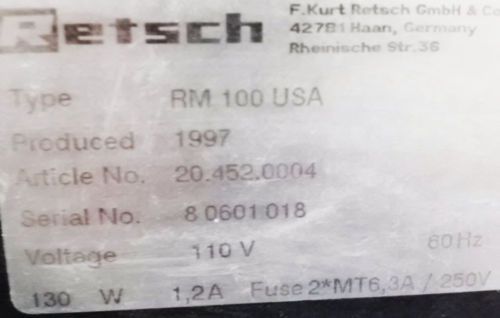 Retsch
F.Kurt Retsch GmbH & Co
42781 Haan, Germany
Rheinische Str.36
Type RM 100 USA
Produced 1997
Article No. 20.452.0004
Serial No. 8 0601 018
Voltage 110 V 60 Hz
130 W 1,2A Fuse 2*MT6,3A / 250V